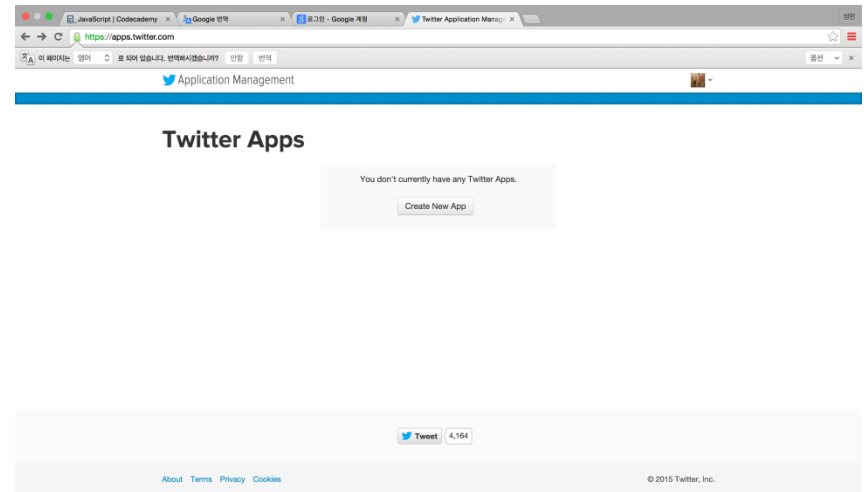 JavaScript | Codecademy
Google 번역
로그인 - Google 계정
Twitter Application Manag
https://apps.twitter.com
이 페이지는 영어 로 되어 있습니다. 번역하시겠습니까? 안함 번역 옵션
Application Management
Twitter Apps
You don't currently have any Twitter Apps.
Create New App
Tweet 4,164
About Terms Privacy Cookies © 2015 Twitter, Inc.